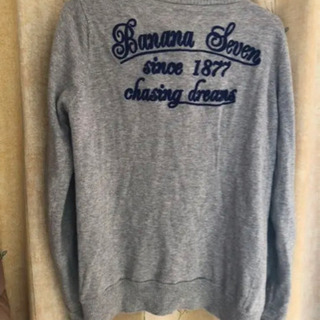 Banana Seven
since 1877
chasing dreams